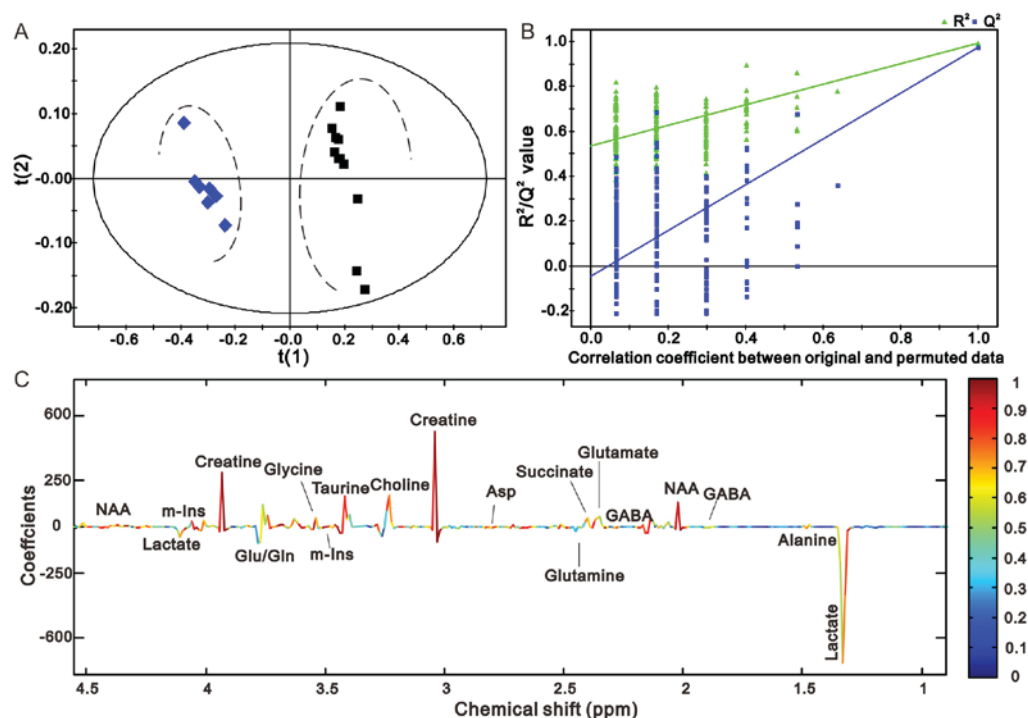 A
0.20
0.10
-0.00
-0.10
-0.20
t(2)
-0.6
-0.4
-0.2
-0.0
0.2
0.4
0.6
t(1)
B
R² Q²
1.0
0.8
0.6
0.4
0.2
0.0
-0.2
R²/Q² value
0.0
0.2
0.4
0.6
0.8
1.0
Correlation coefficient between original and permuted data
C
600
250
0
-250
-600
Coefficients
NAA
m-Ins
Lactate
Creatine
Glu/Gln
Glycine
m-Ins
Taurine
Choline
Creatine
Asp
Succinate
Glutamate
Glutamine
GABA
NAA
GABA
Alanine
Lactate
4.5
4
3.5
3
2.5
2
1.5
1
Chemical shift (ppm)
1
0.9
0.8
0.7
0.6
0.5
0.4
0.3
0.2
0.1
0